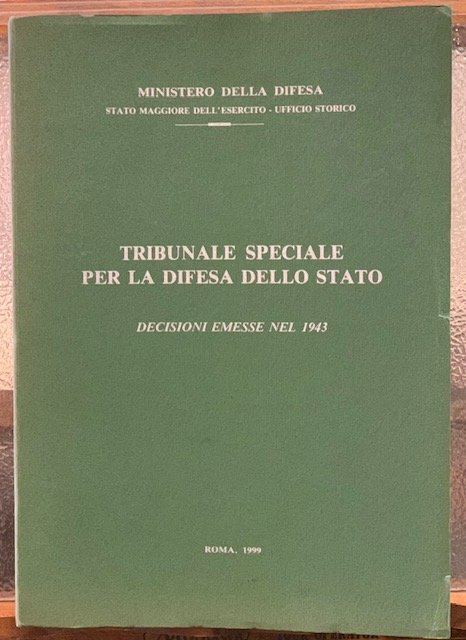 MINISTERO DELLA DIFESA
STATO MAGGIORE DELL'ESERCITO - UFFICIO STORICO
TRIBUNALE SPECIALE
PER LA DIFESA DELLO STATO
DECISIONI EMESSE NEL 1943
ROMA, 1999